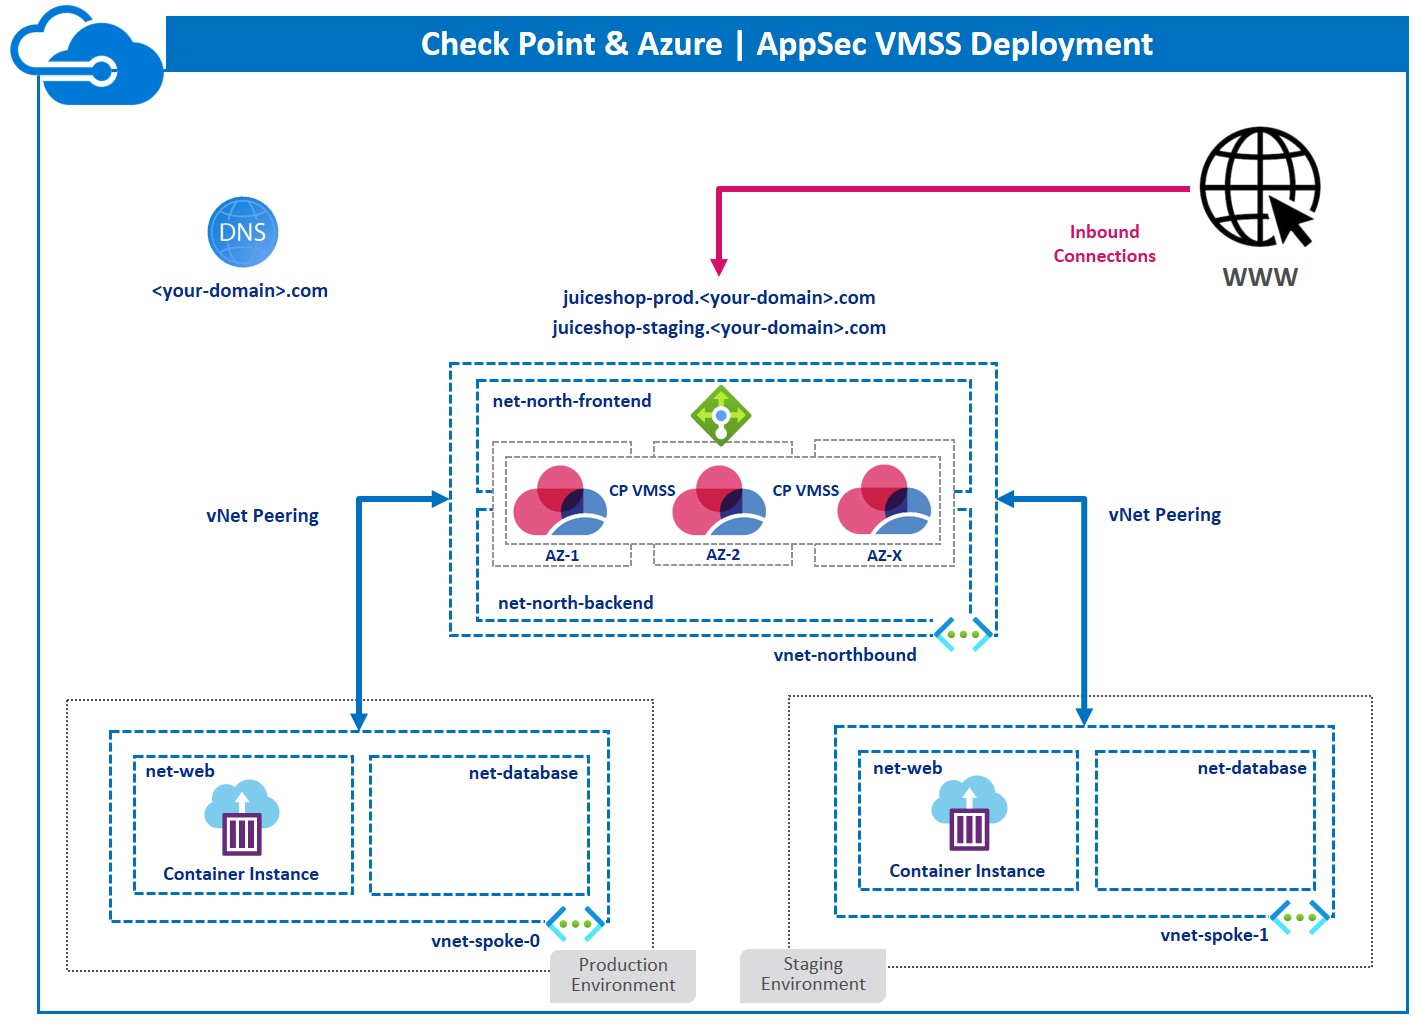 Check Point & Azure | AppSec VMSS Deployment
DNS
<your-domain>.com
Inbound
Connections
WWW
juiceshop-prod.<your-domain>.com
juiceshop-staging.<your-domain>.com
net-north-frontend
CP VMSS
CP VMSS
AZ-1
AZ-2
AZ-X
net-north-backend
vnet-northbound
vNet Peering
vNet Peering
net-web
net-database
Container Instance
vnet-spoke-0
Production
Environment
net-web
net-database
Container Instance
vnet-spoke-1
Staging
Environment